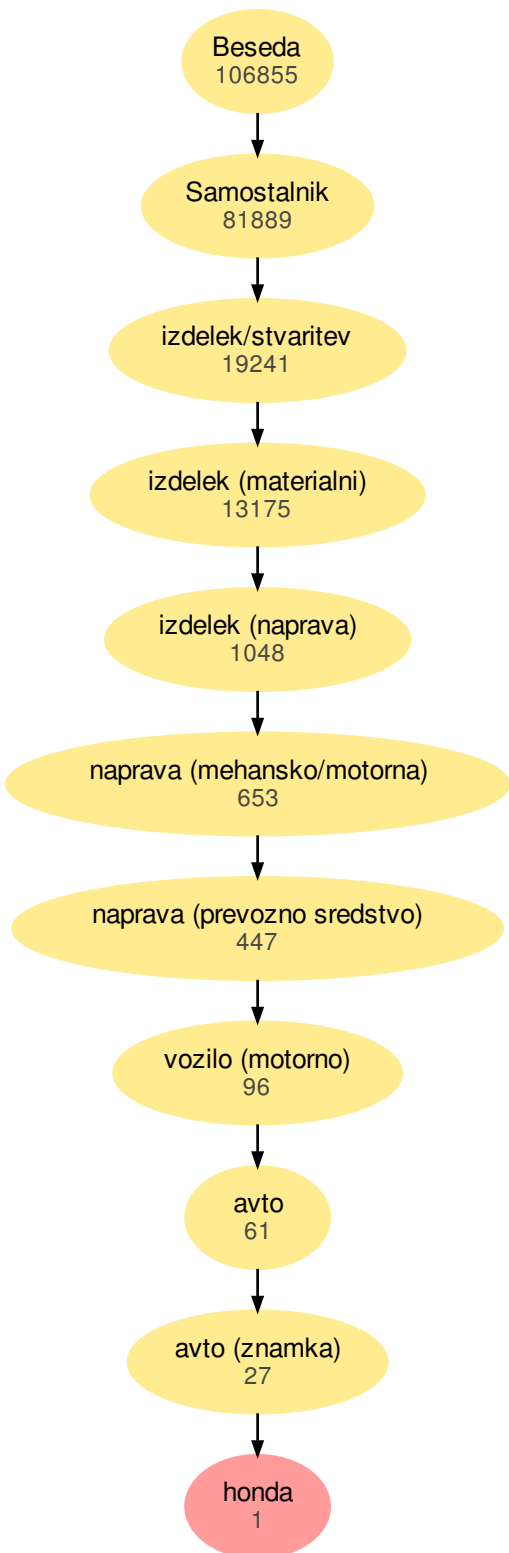 Beseda
106855
Samostalnik
81889
izdelek/stvaritev
19241
izdelek (materialni)
13175
izdelek (naprava)
1048
naprava (mehansko/motorna)
653
naprava (prevozno sredstvo)
447
vozilo (motorno)
96
avto
61
avto (znamka)
27
honda
1